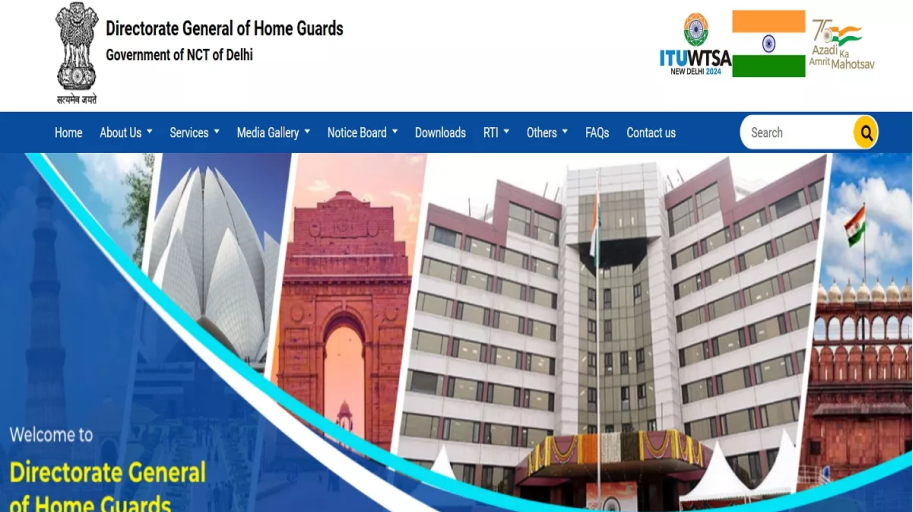 Directorate General of Home Guards
Government of NCT of Delhi
सत्यमेव जयते
ITUWTSA
NEW DELHI 2024
75
Azadi Ka
Amrit Mahotsav
Home About Us Services Media Gallery Notice Board Downloads RTI Others FAQs Contact us Search
Welcome to
Directorate General
of Home Guards